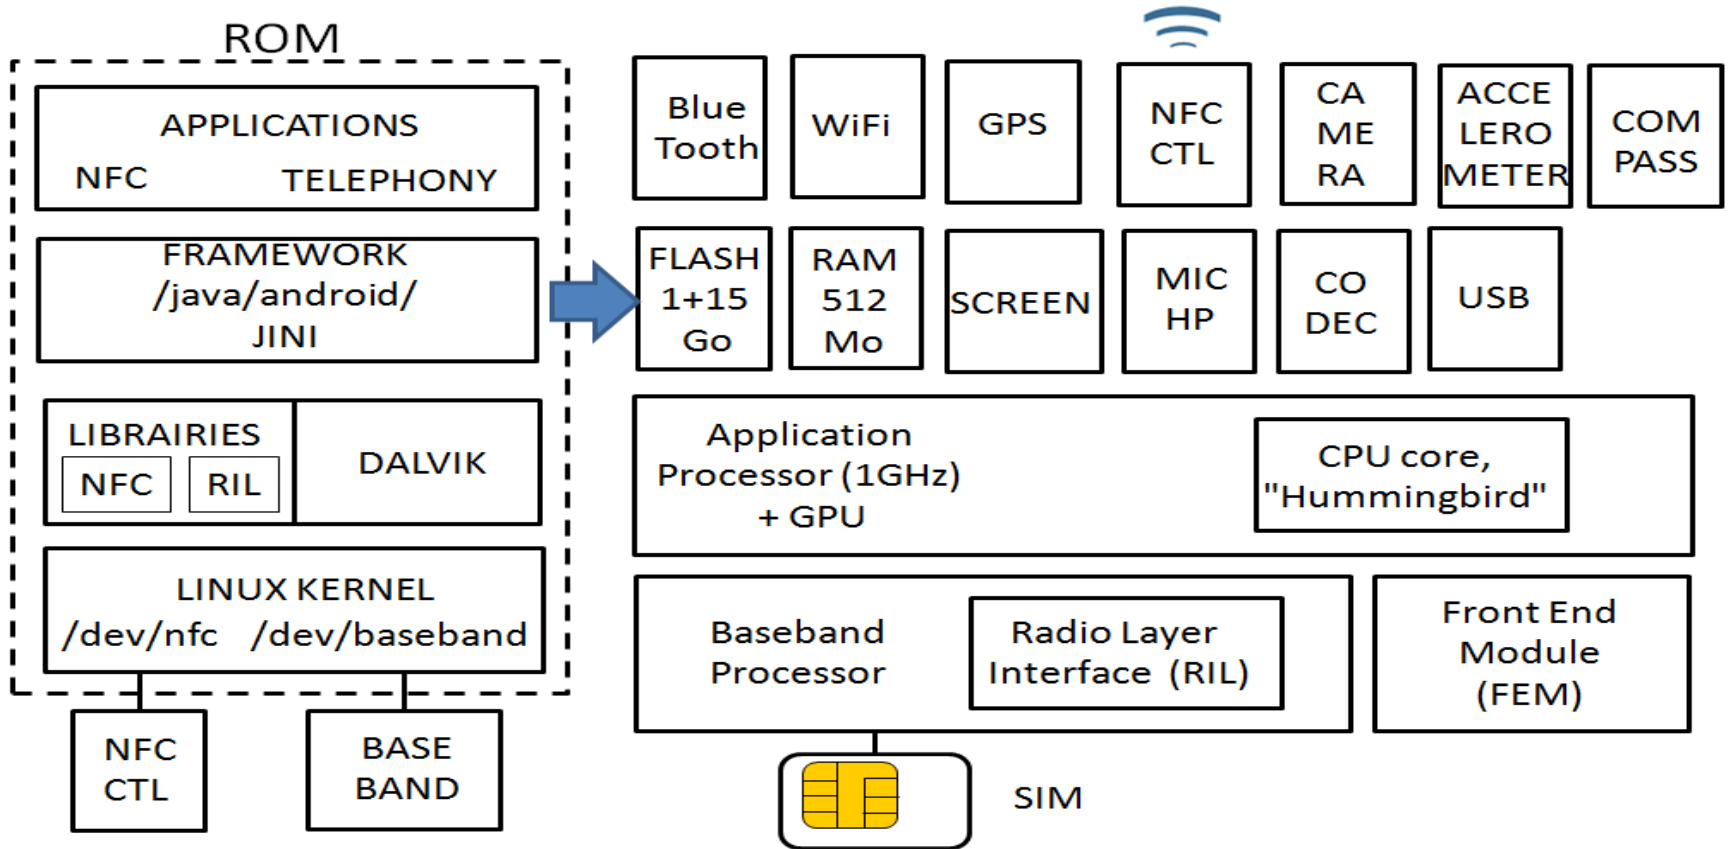 ROM
APPLICATIONS
NFC TELEPHONY
FRAMEWORK
/java/android/
JINI
LIBRAIRIES
NFC RIL
DALVIK
LINUX KERNEL
/dev/nfc /dev/baseband
NFC
CTL
BASE
BAND
Blue
Tooth
WiFi
GPS
NFC
CTL
CA
ME
RA
ACCE
LERO
METER
COM
PASS
FLASH
1+15
Go
RAM
512
Mo
SCREEN
MIC
HP
CO
DEC
USB
Application
Processor (1GHz)
+ GPU
CPU core,
"Hummingbird"
Baseband
Processor
Radio Layer
Interface (RIL)
Front End
Module
(FEM)
SIM